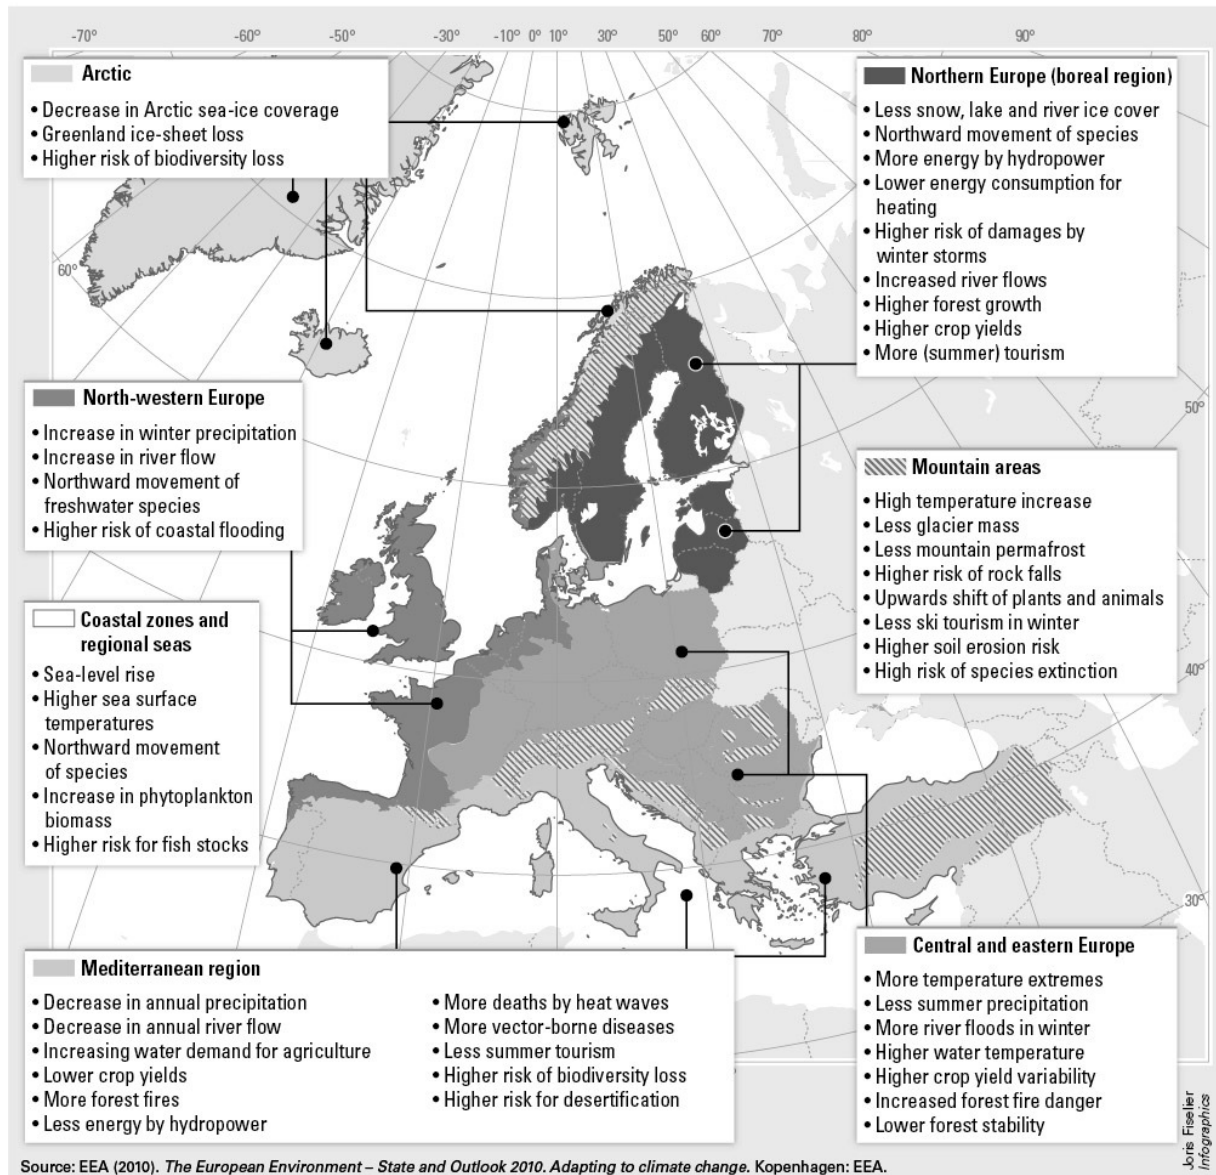 -70°
-60°
-50°
-30°
-10°
0°
10°
30°
50°
60°
70°
80°
90°
Arctic
• Decrease in Arctic sea-ice coverage
• Greenland ice-sheet loss
• Higher risk of biodiversity loss
Northern Europe (boreal region)
• Less snow, lake and river ice cover
• Northward movement of species
• More energy by hydropower
• Lower energy consumption for
heating
• Higher risk of damages by
winter storms
• Increased river flows
• Higher forest growth
• Higher crop yields
• More (summer) tourism
60°
50°
North-western Europe
• Increase in winter precipitation
• Increase in river flow
• Northward movement of
freshwater species
• Higher risk of coastal flooding
Mountain areas
• High temperature increase
• Less glacier mass
• Less mountain permafrost
• Higher risk of rock falls
• Upwards shift of plants and animals
• Less ski tourism in winter
• Higher soil erosion risk
• High risk of species extinction
Coastal zones and
regional seas
• Sea-level rise
• Higher sea surface
temperatures
• Northward movement
of species
• Increase in phytoplankton
biomass
• Higher risk for fish stocks
40°
30°
Mediterranean region
• Decrease in annual precipitation
• Decrease in annual river flow
• Increasing water demand for agriculture
• Lower crop yields
• More forest fires
• Less energy by hydropower
• More deaths by heat waves
• More vector-borne diseases
• Less summer tourism
• Higher risk of biodiversity loss
• Higher risk for desertification
Central and eastern Europe
• More temperature extremes
• Less summer precipitation
• More river floods in winter
• Higher water temperature
• Higher crop yield variability
• Increased forest fire danger
• Lower forest stability
40°
-30°
-20°
-10°
0°
10°
20°
30°
40°
50°
60°
Joris Fiselier
Infographics
Source: EEA (2010). The European Environment – State and Outlook 2010. Adapting to climate change. Kopenhagen: EEA.